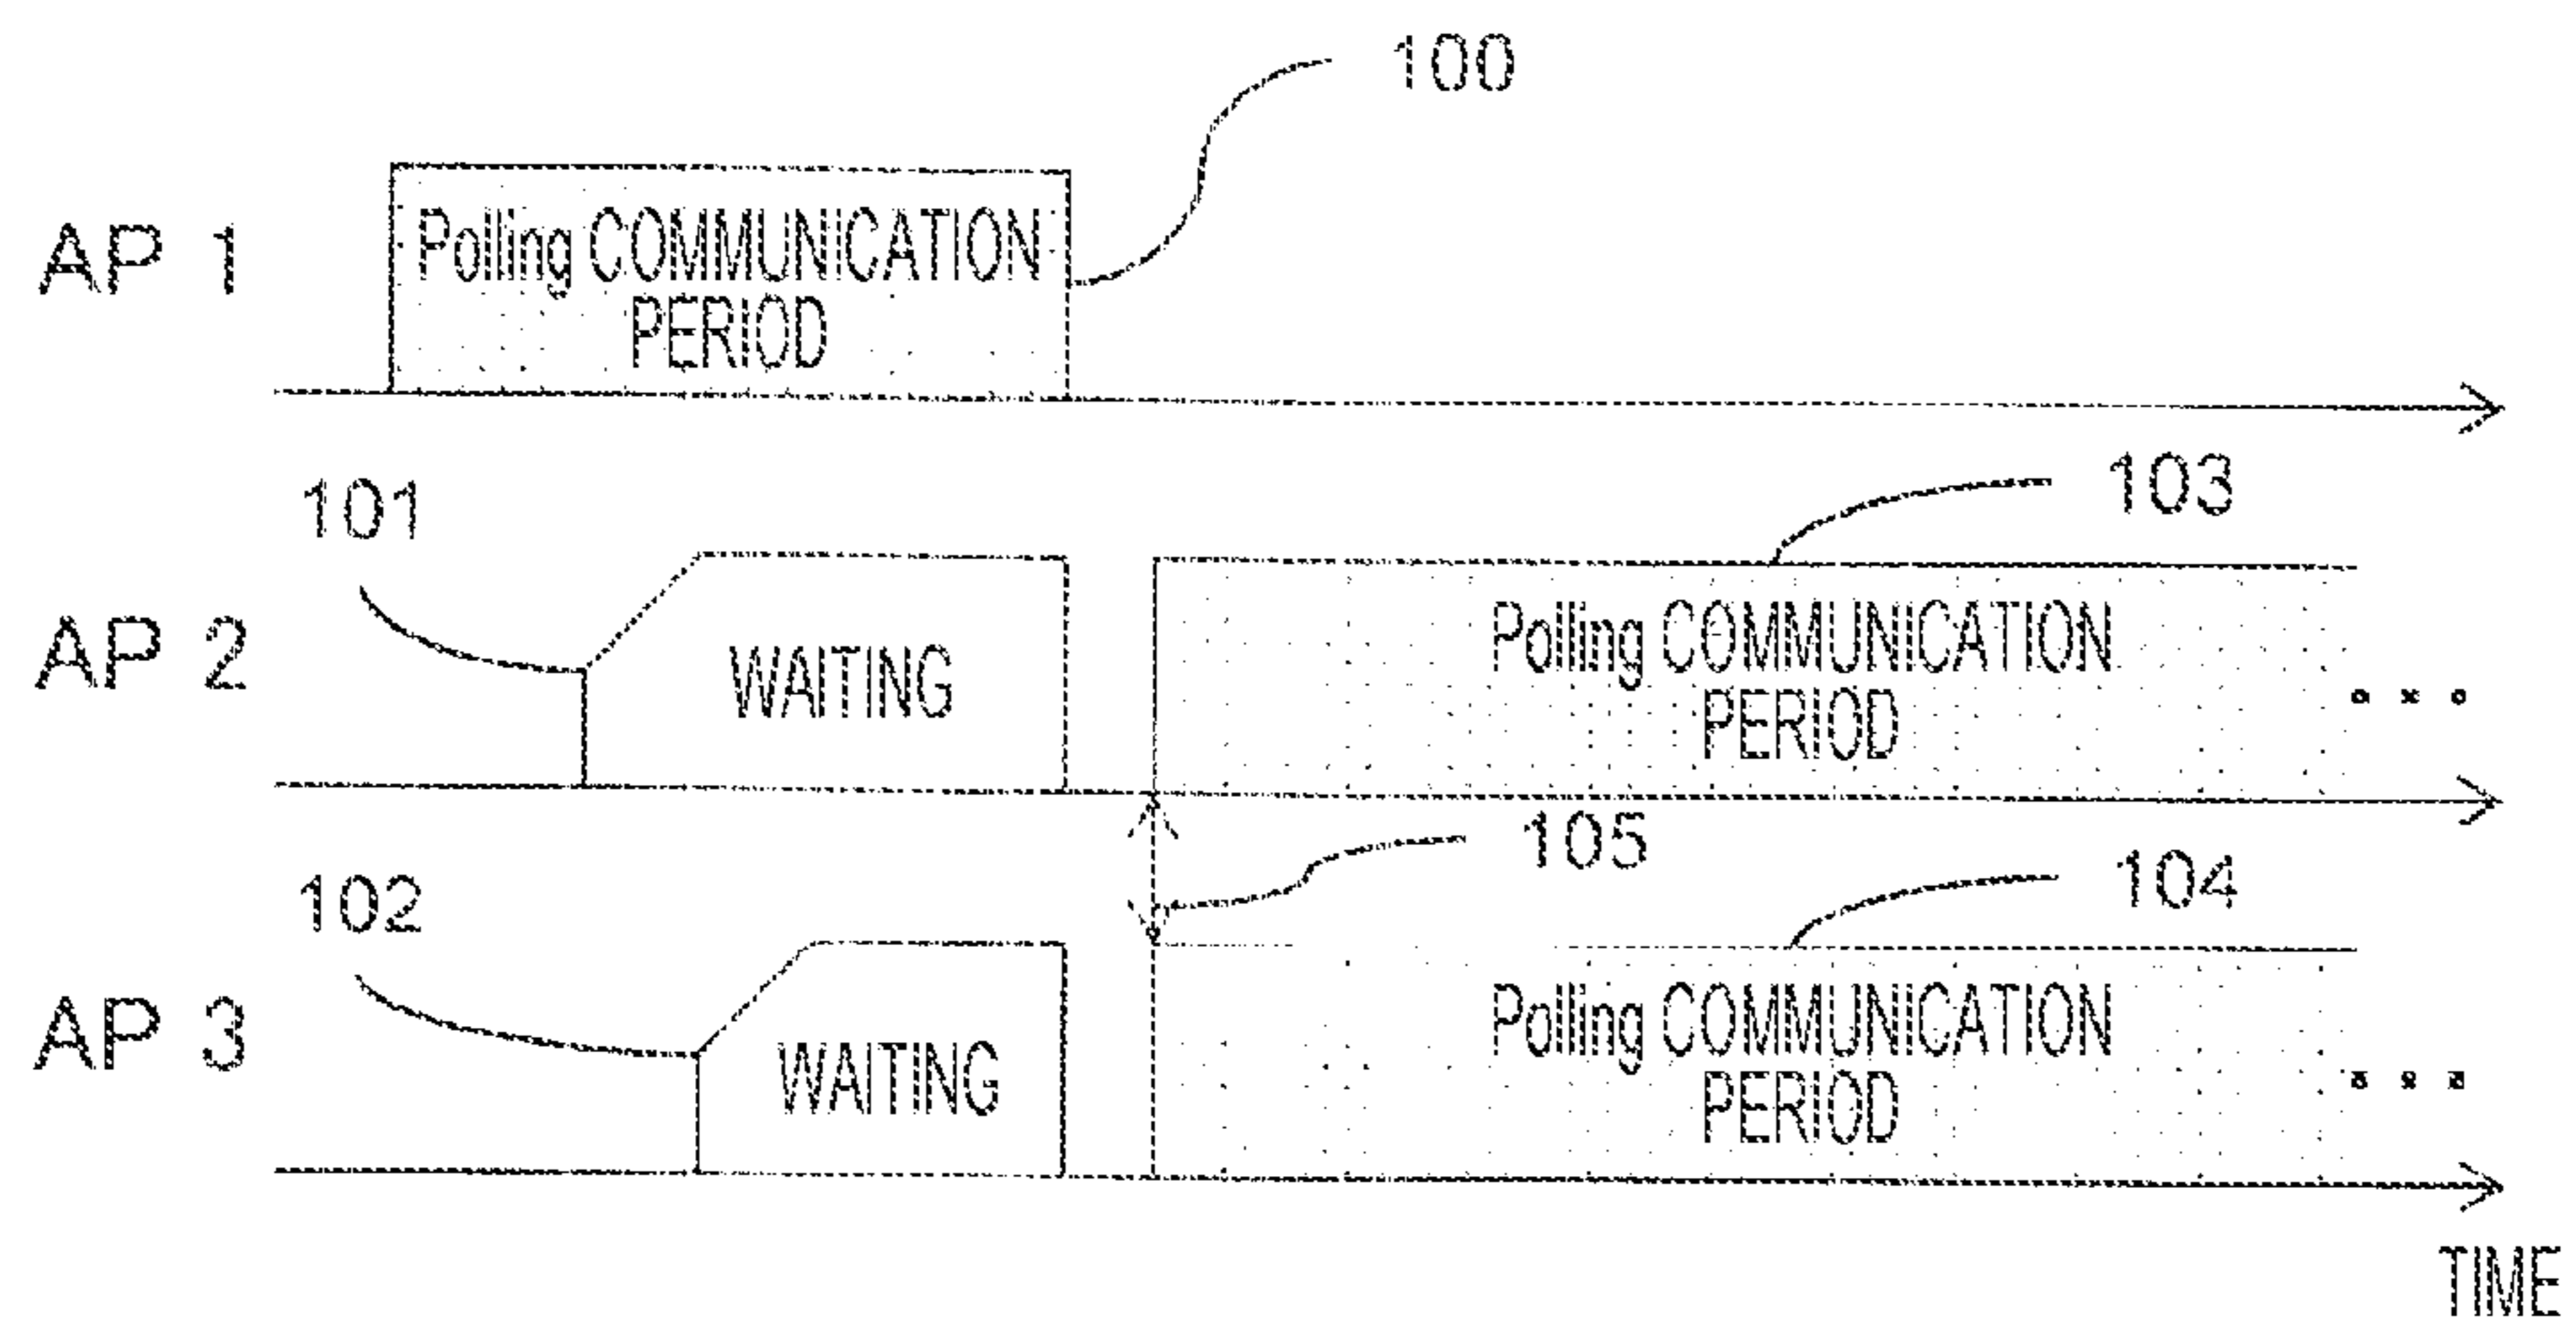 100
AP 1
Polling COMMUNICATION
PERIOD
101
103
AP 2
WAITING
Polling COMMUNICATION
PERIOD
105
102
104
AP 3
WAITING
Polling COMMUNICATION
PERIOD
TIME